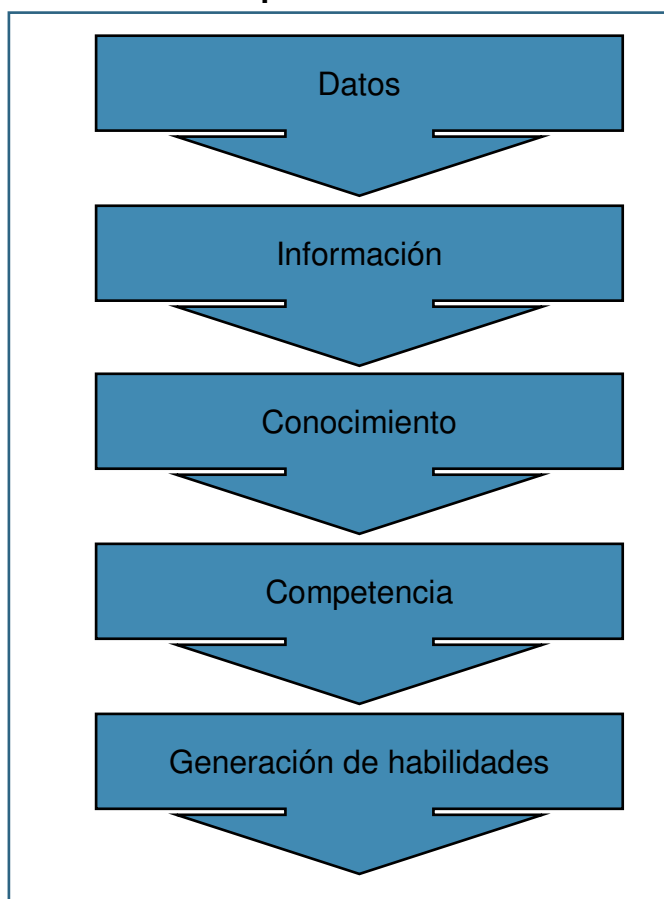 Datos
Información
Conocimiento
Competencia
Generación de habilidades